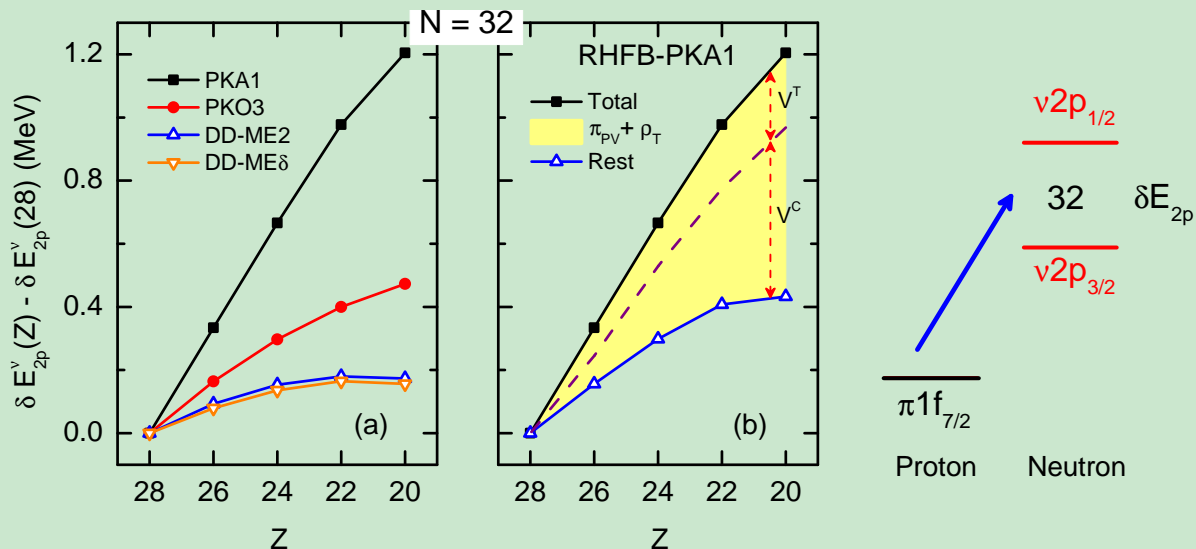 N = 32
δ E^ν_2p(Z) - δ E^ν_2p(28) (MeV)
1.2
0.8
0.4
0.0
PKA1
PKO3
DD-ME2
DD-MEδ
(a)
28 26 24 22 20
Z
RHFB-PKA1
Total
π_PV + ρ_T
Rest
V^T
V^C
(b)
28 26 24 22 20
Z
ν2p_1/2
32
δE_2p
ν2p_3/2
π1f_7/2
Proton
Neutron